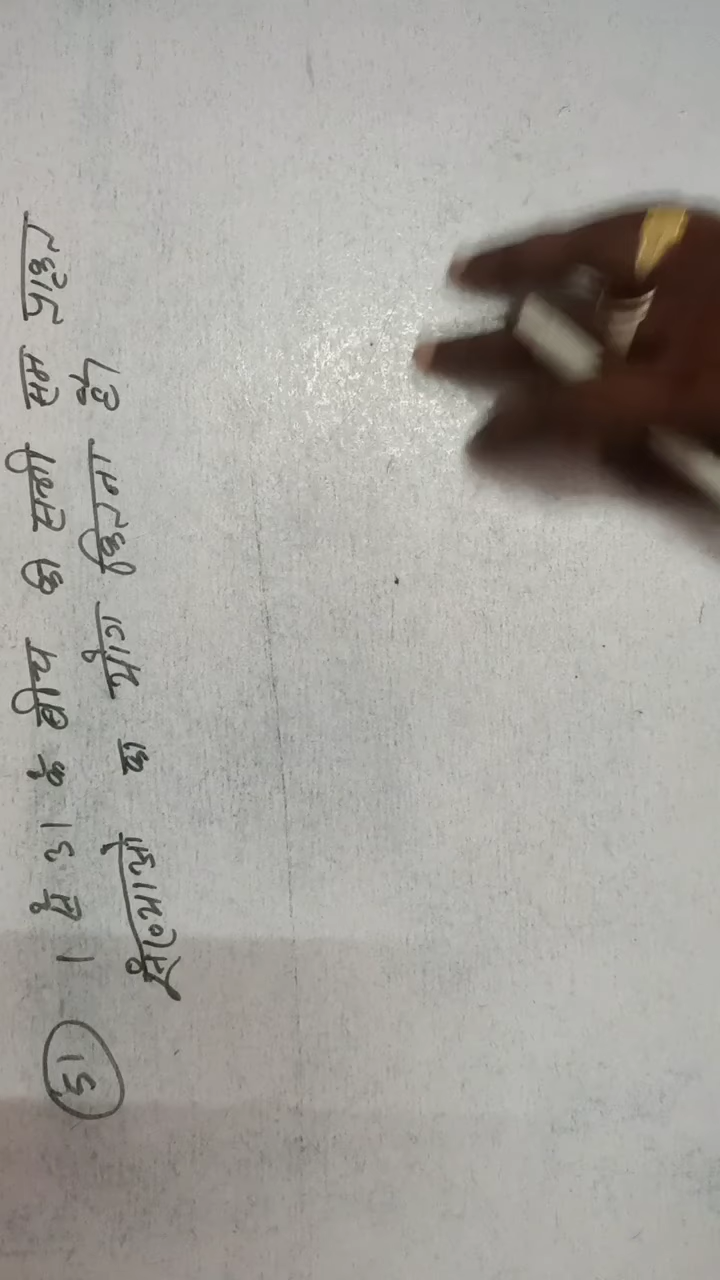 51 1 से 31 के बीच की सभी सम प्राकृत
संख्याओ का योग कितना है